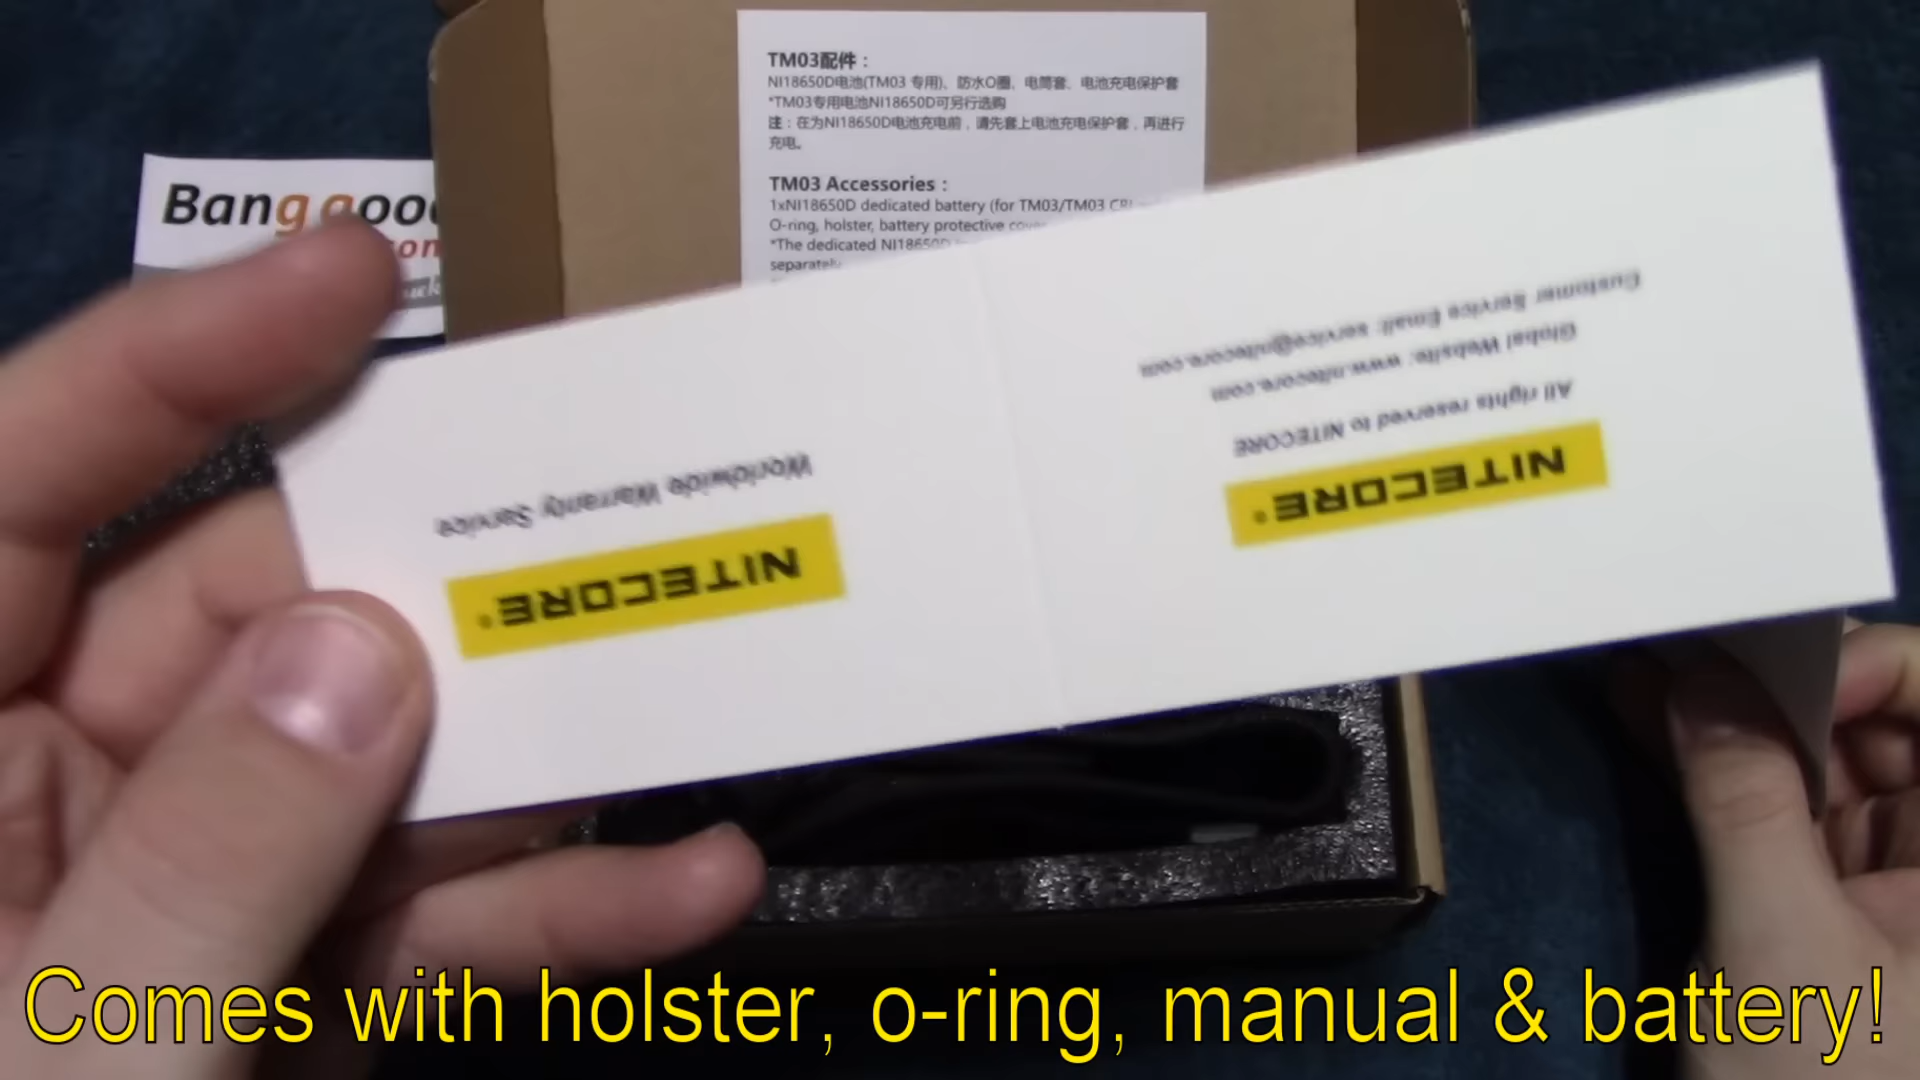 TM03配件：
NI18650D电池(TM03 专用)、防水O圈、电筒套、电池充电保护套
*TM03专用电池NI18650D可另行选购
注：在为NI18650D电池充电前，请先套上电池充电保护套，再进行
充电。
TM03 Accessories :
1xNI18650D dedicated battery (for TM03/TM03 CRI
O-ring, holster, battery protective cover
*The dedicated NI18650D
separately
Banggood
Customer Service Email: service@nitecore.com
Global Website: www.nitecore.com
All rights reserved to NITECORE
NITECORE®
Worldwide Warranty Service
NITECORE®
Comes with holster, o-ring, manual & battery!